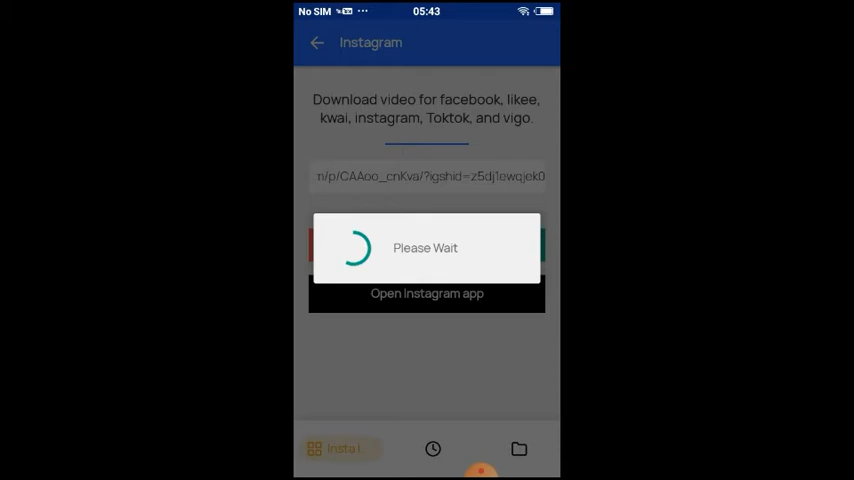 No SIM 05:43
Instagram
Download video for facebook, likee,
kwai, instagram, Toktok, and vigo.
n/p/CAAoo_cnKva/?igshid=z5dj1ewqjek0
Please Wait
Open Instagram app
Insta l...